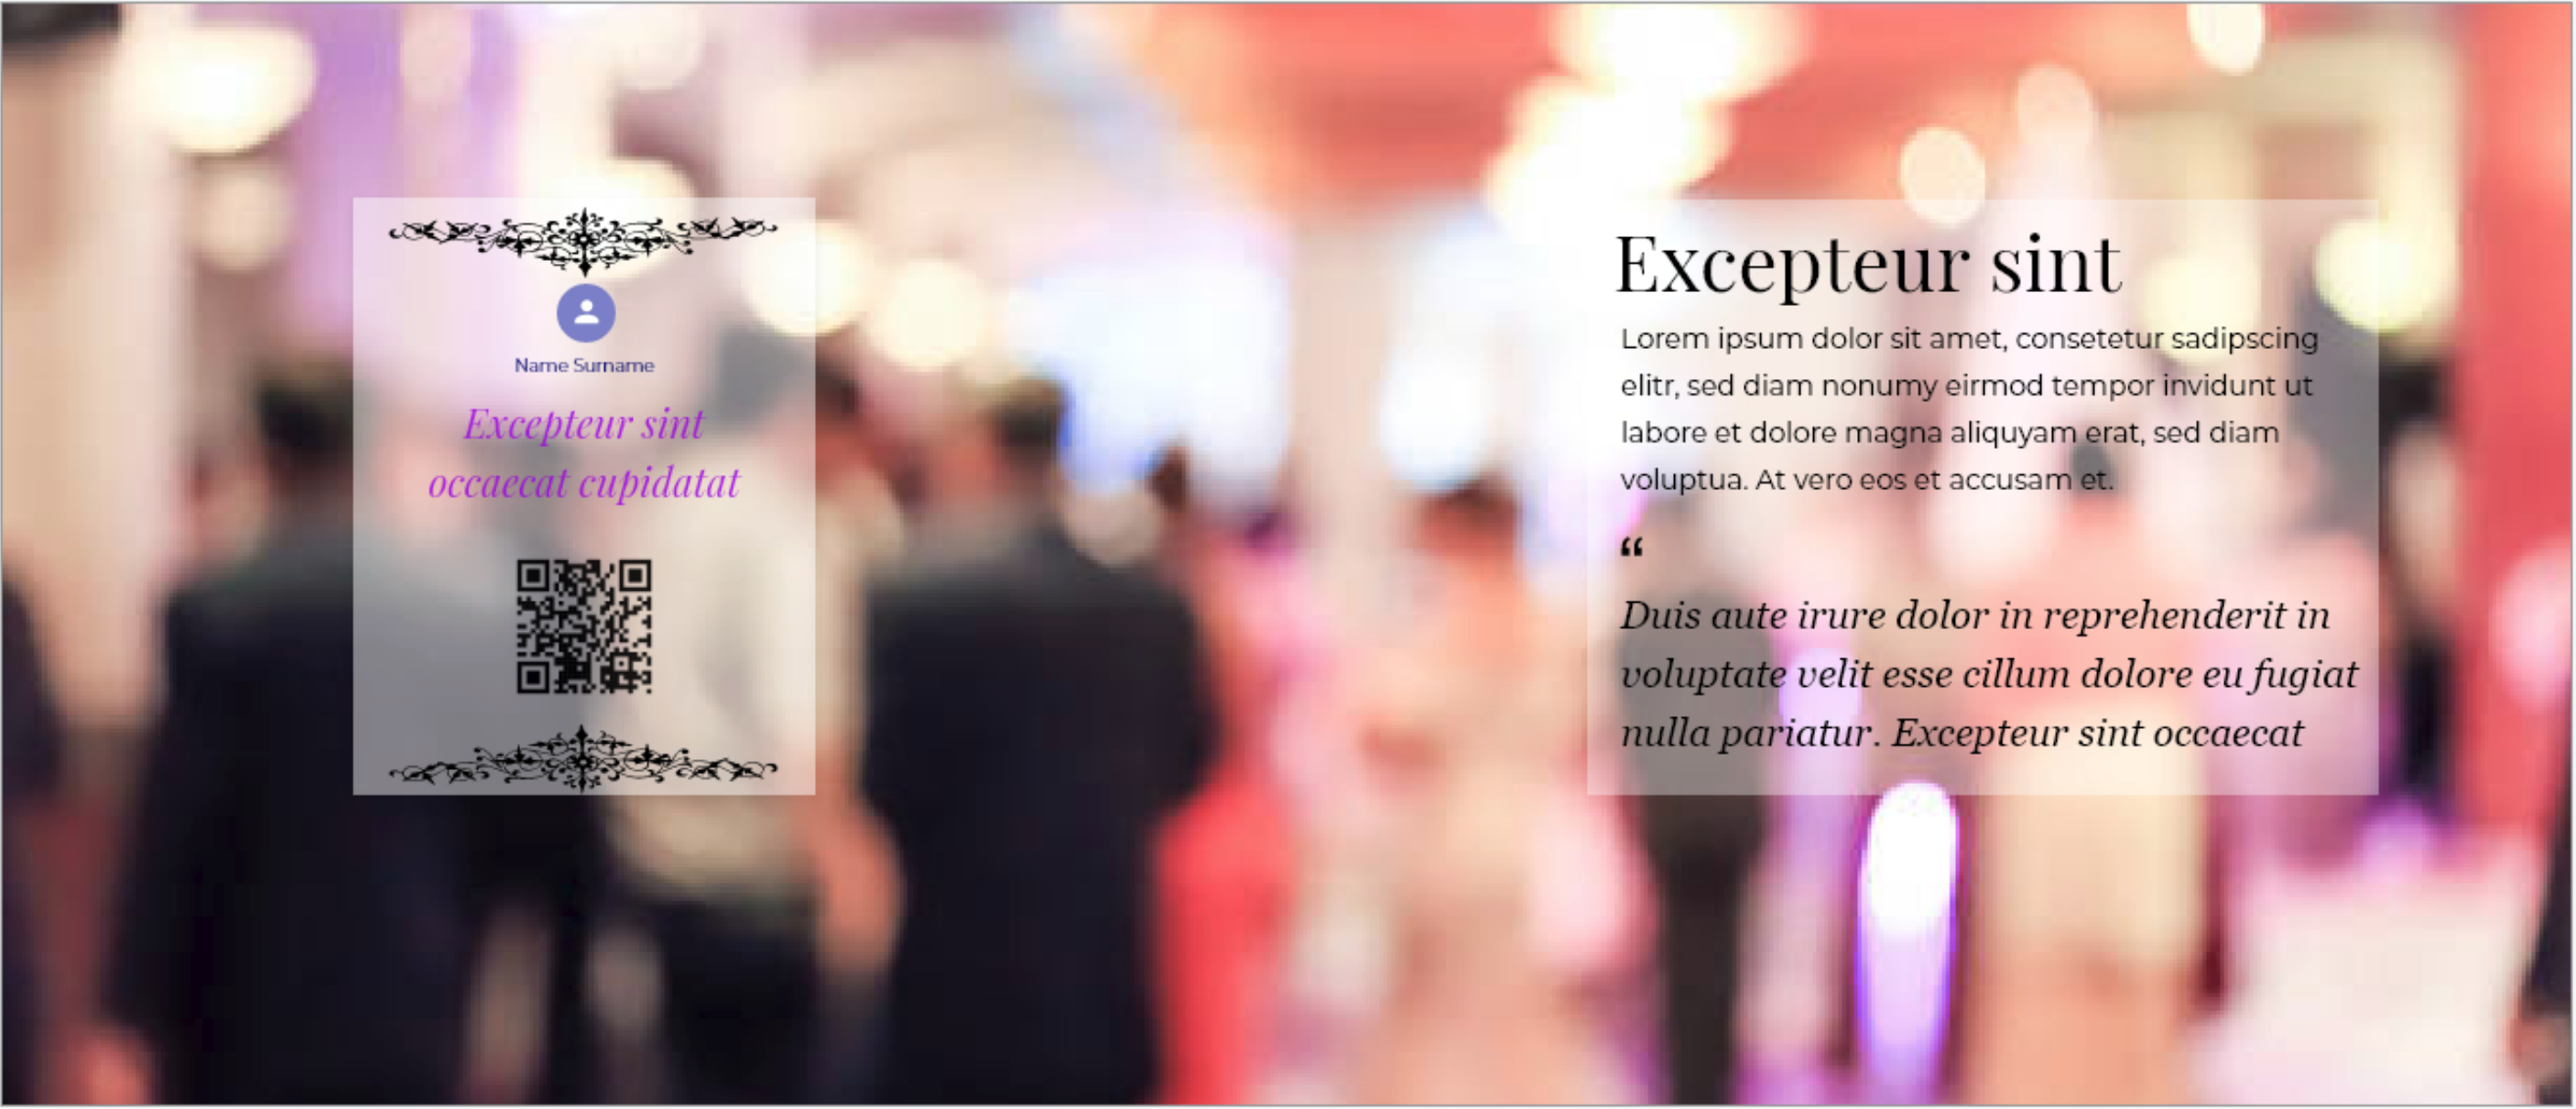 Name Surname
Excepteur sint
occaecat cupidatat
Excepteur sint
Lorem ipsum dolor sit amet, consetetur sadipscing
elitr, sed diam nonumy eirmod tempor invidunt ut
labore et dolore magna aliquyam erat, sed diam
voluptua. At vero eos et accusam et.
“
Duis aute irure dolor in reprehenderit in
voluptate velit esse cillum dolore eu fugiat
nulla pariatur. Excepteur sint occaecat